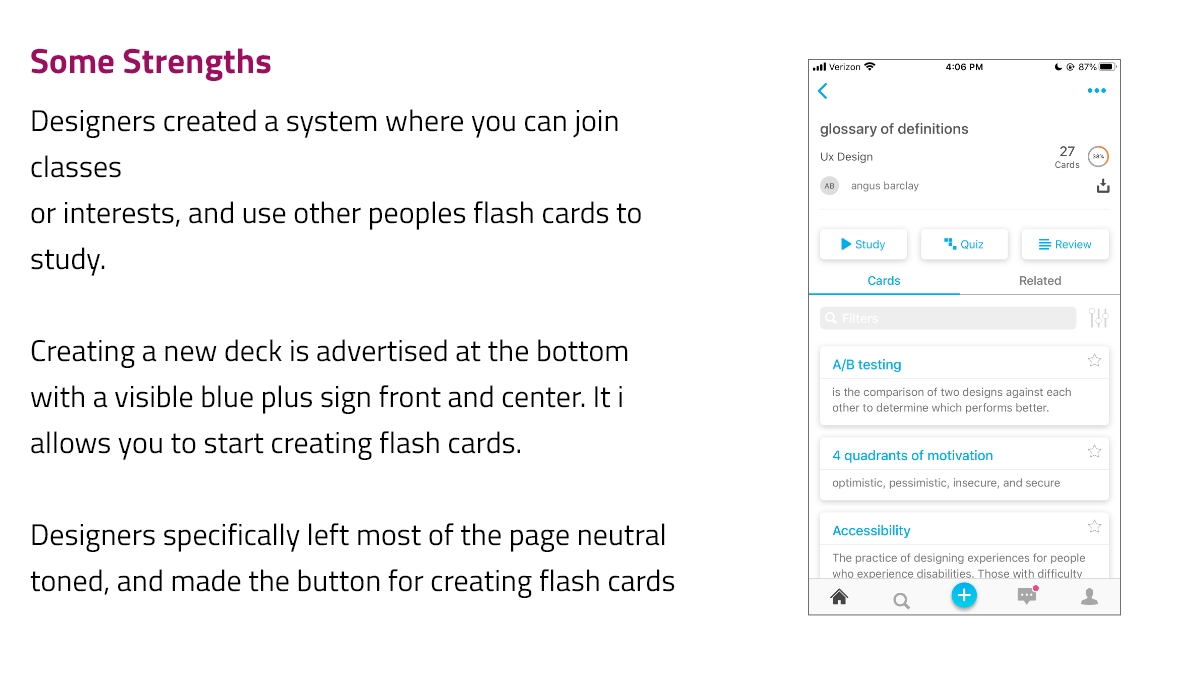 Some Strengths
Designers created a system where you can join
classes
or interests, and use other peoples flash cards to
study.
Creating a new deck is advertised at the bottom
with a visible blue plus sign front and center. It i
allows you to start creating flash cards.
Designers specifically left most of the page neutral
toned, and made the button for creating flash cards
Verizon 4:06 PM 87%
glossary of definitions
Ux Design 27 38%
Cards
AB angus barclay
Study Quiz Review
Cards Related
Filters
A/B testing
is the comparison of two designs against each
other to determine which performs better.
4 quadrants of motivation
optimistic, pessimistic, insecure, and secure
Accessibility
The practice of designing experiences for people
who experience disabilities. Those with difficulty